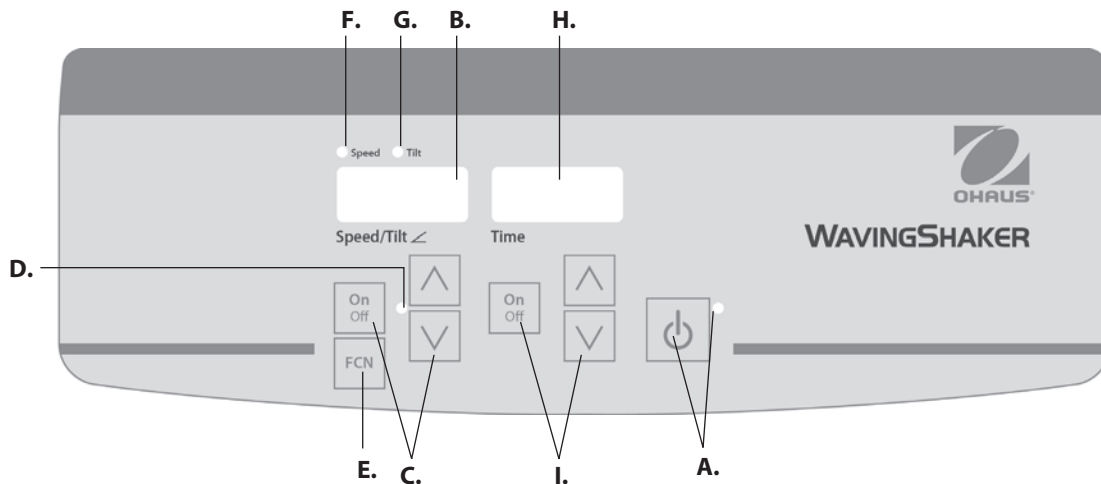 F. G. B. H.
Speed Tilt
OHAUS®
Speed/Tilt Time
WAVINGSHAKER
D.
On
Off
On
Off
FCN
E. C. I. A.